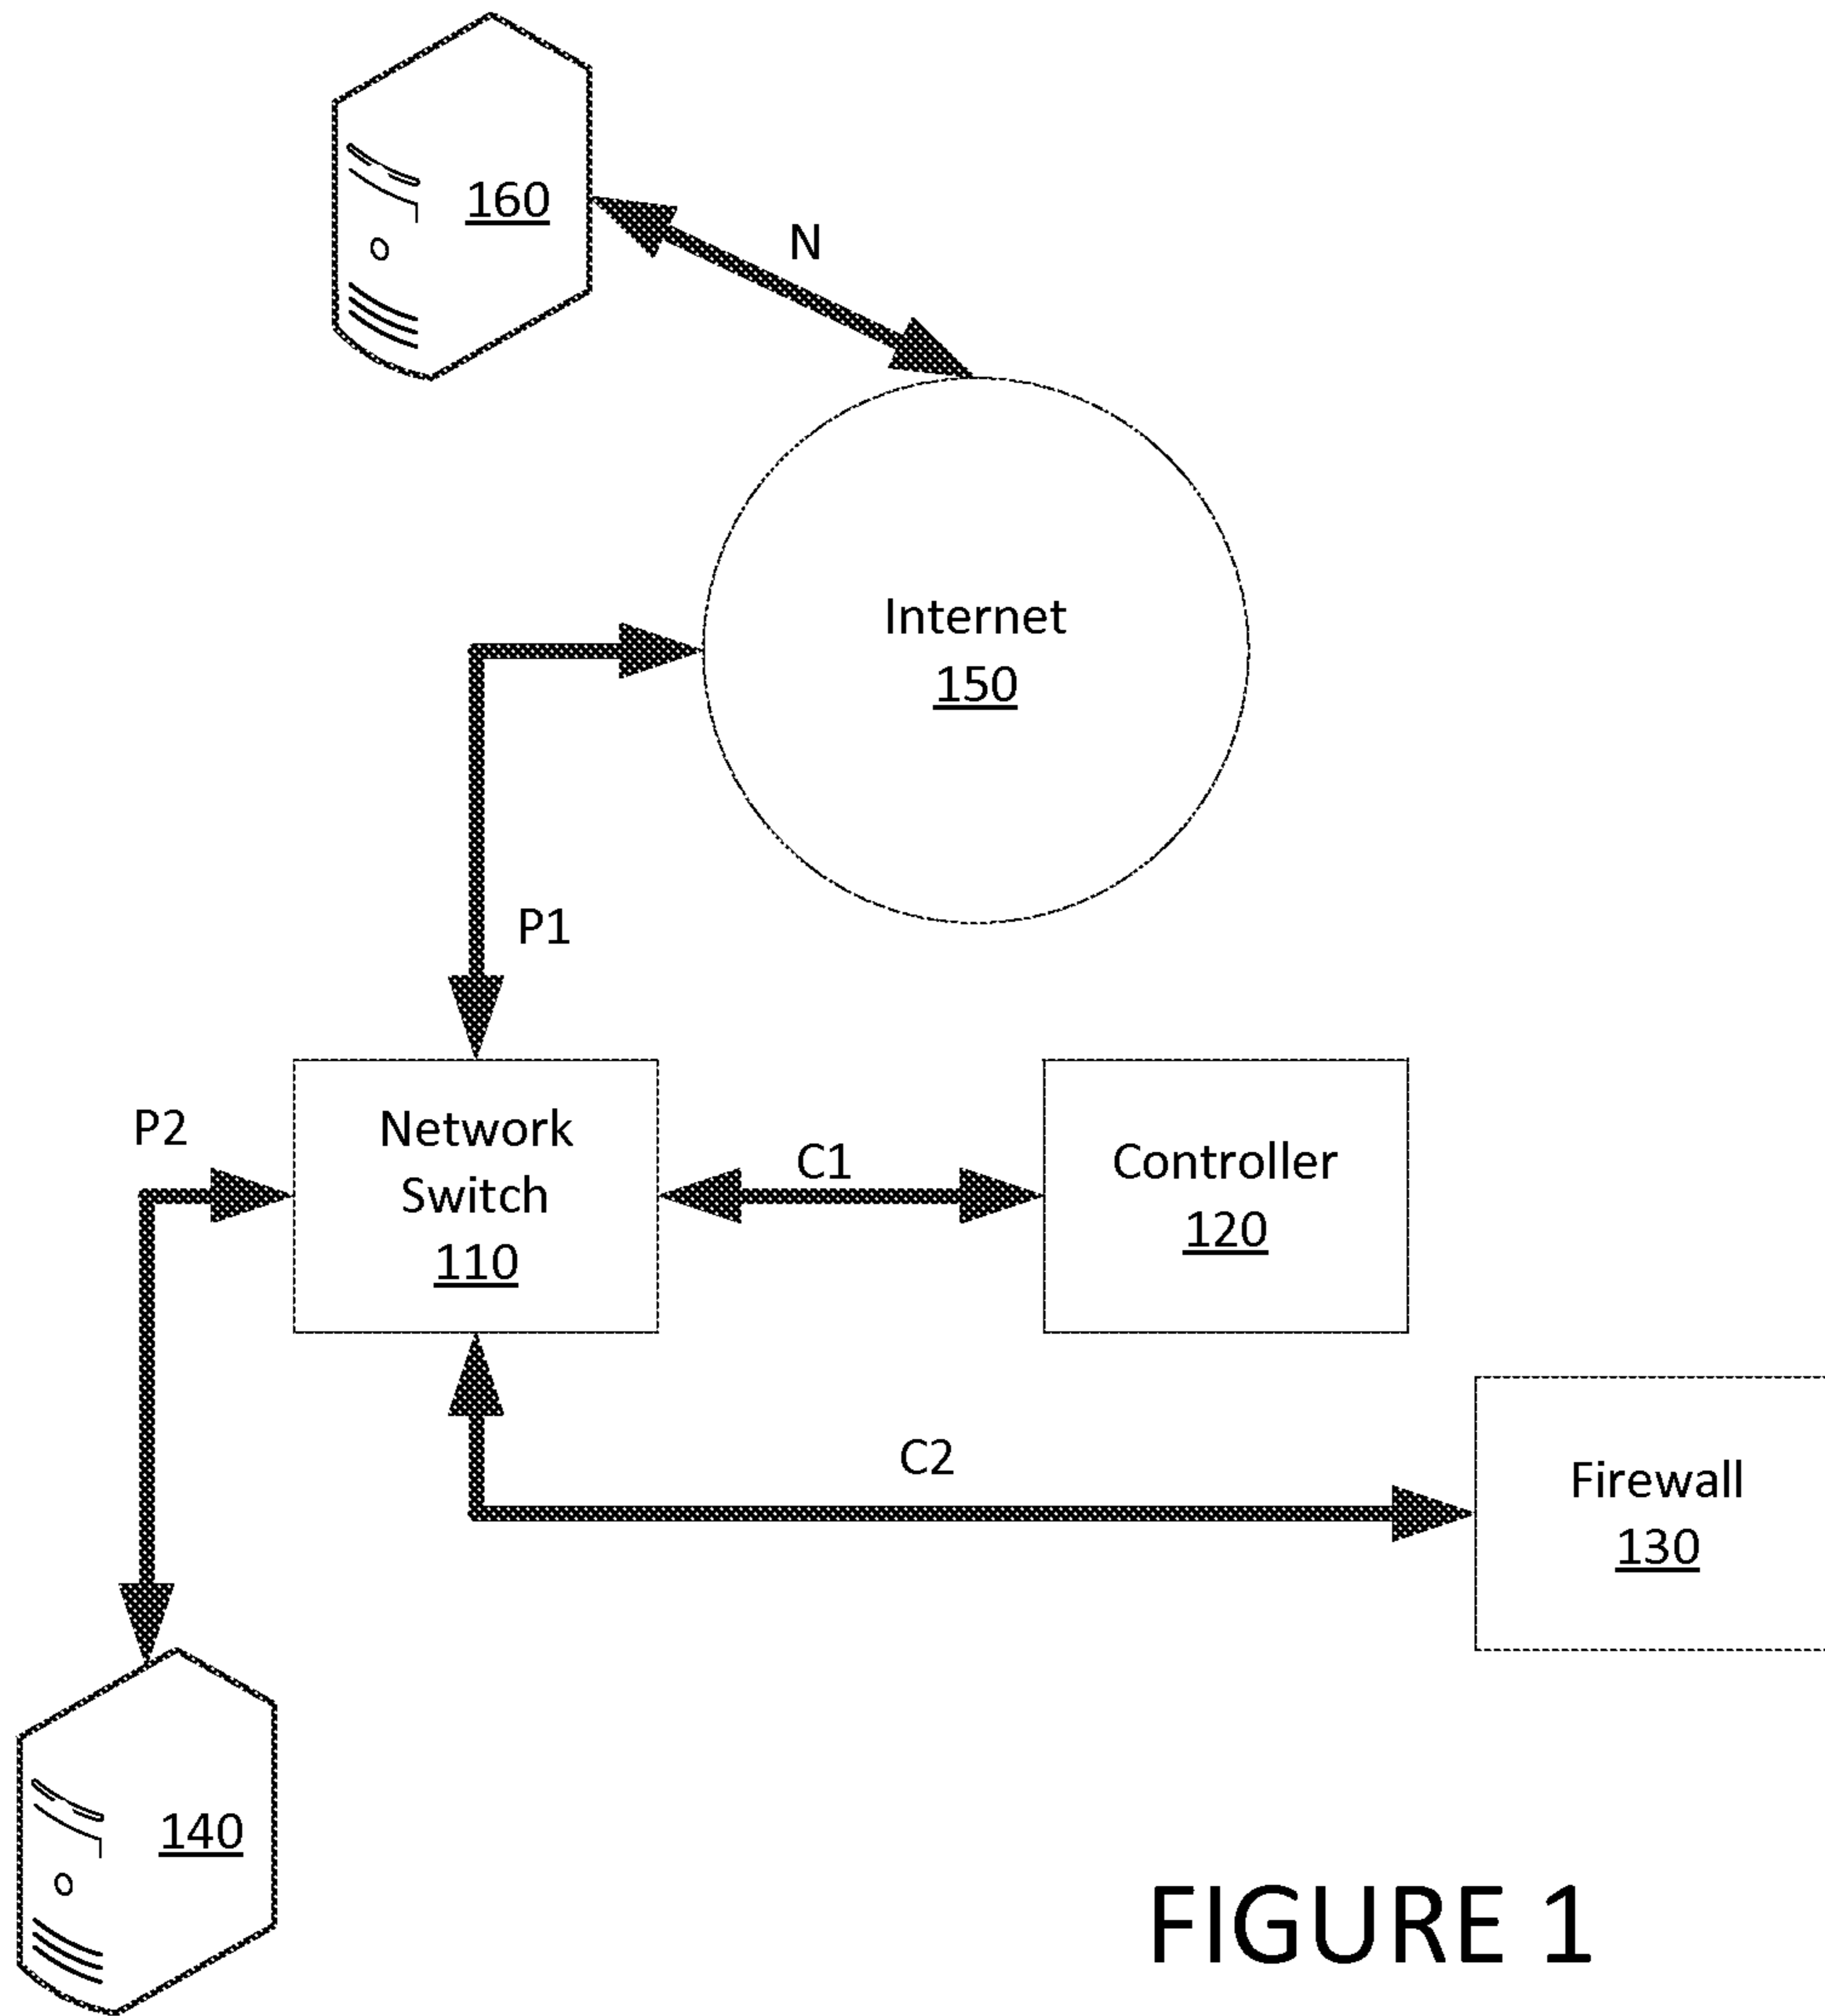 160
N
Internet
150
P1
P2
Network
Switch
110
C1
Controller
120
C2
Firewall
130
140
FIGURE 1